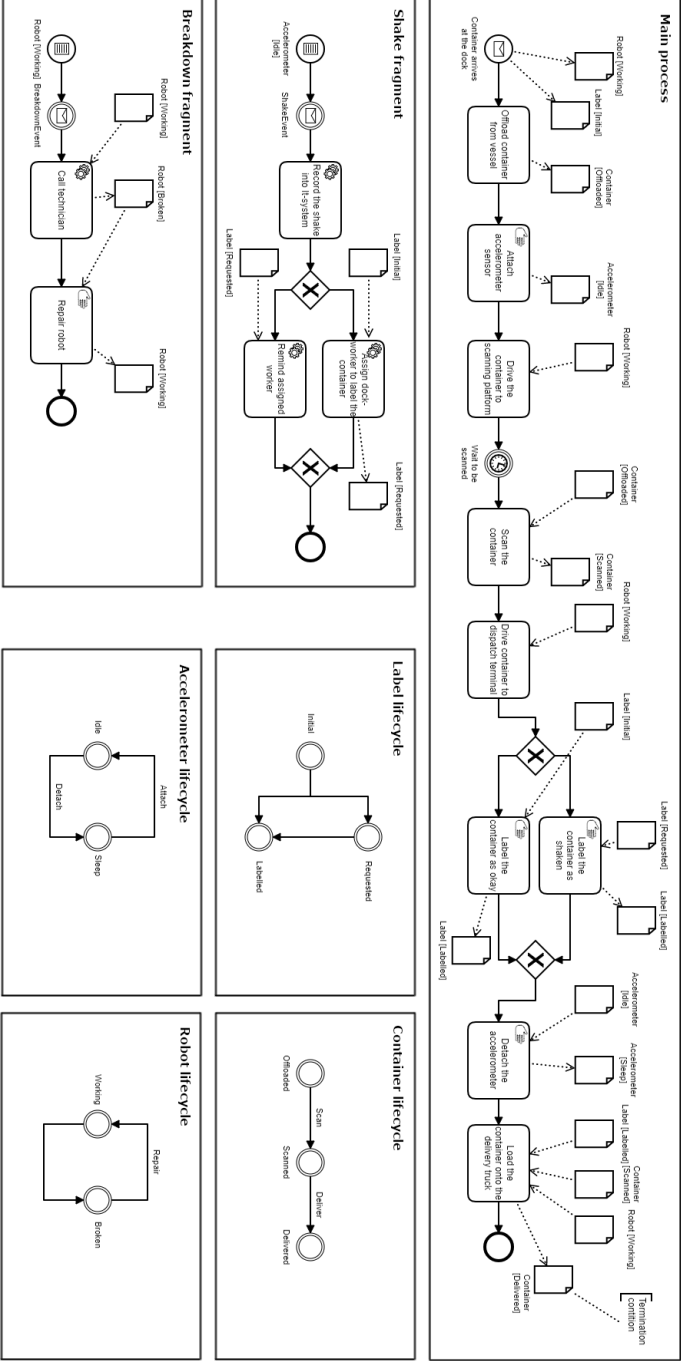 Main process
Container arrives
at the dock
Robot [Working]
Label [Initial]
Offload container
from vessel
Container
[Offloaded]
Attach
accelerometer
sensor
Accelerometer
[Idle]
Drive the
container to
scanning platform
Robot [Working]
Wait to be
scanned
Container
[Offloaded]
Scan the
container
Container
[Scanned]
Robot [Working]
Drive container to
dispatch terminal
Label [Initial]
X
Label [Requested]
Label the
container as
shaken
Label [Labelled]
Label the
container as okay
Label [Labelled]
X
Accelerometer
[Idle]
Detach the
accelerometer
Accelerometer
[Sleep]
Label [Labelled]
Container
[Scanned]
Robot [Working]
Load the
container onto the
delivery truck
Container
[Delivered]
Termination
contition
Shake fragment
Accelerometer
[Idle]
ShakeEvent
Record the shake
into It-system
X
Label [Initial]
Assign dock-
worker to label the
container
Label [Requested]
Label [Requested]
Remind assigned
worker
X
Breakdown fragment
Robot [Working]
BreakdownEvent
Robot [Working]
Call technician
Robot [Broken]
Repair robot
Robot [Working]
Label lifecycle
Initial
Requested
Labelled
Container lifecycle
Offloaded
Scan
Scanned
Deliver
Delivered
Accelerometer lifecycle
Attach
Idle
Sleep
Detach
Robot lifecycle
Repair
Working
Broken